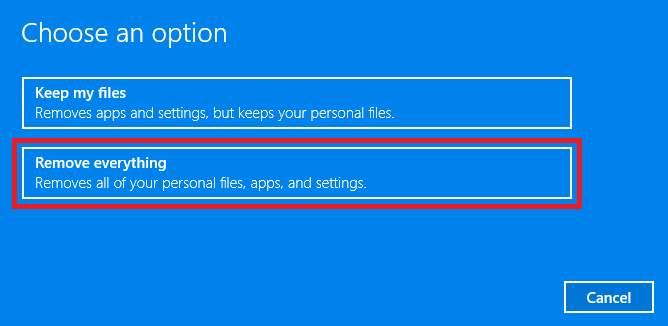 Choose an option
Keep my files
Removes apps and settings, but keeps your personal files.
Remove everything
Removes all of your personal files, apps, and settings.
Cancel